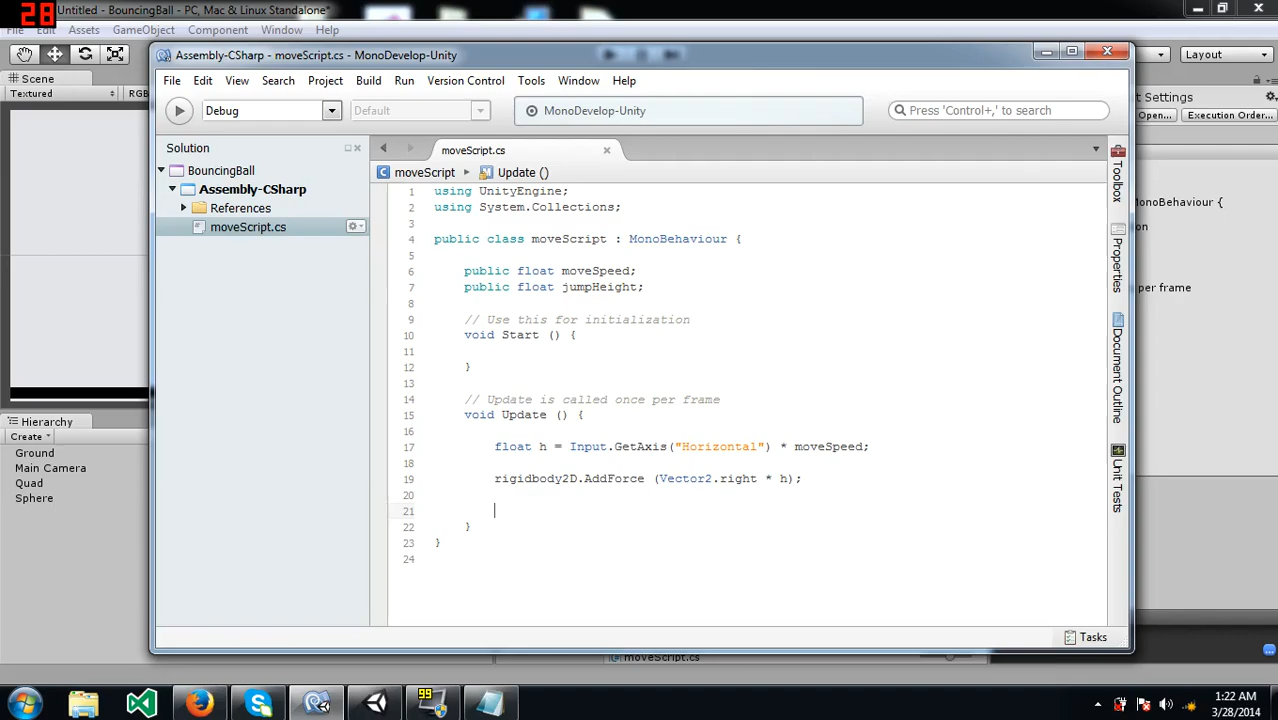 28
Untitled - BouncingBall - PC, Mac & Linux Standalone*
File Edit Assets GameObject Component Window Help
Layout
Scene
Textured
RGB
Assembly-CSharp - moveScript.cs - MonoDevelop-Unity
File Edit View Search Project Build Run Version Control Tools Window Help
Debug
Default
MonoDevelop-Unity
Press 'Control+,' to search
Solution
BouncingBall
Assembly-CSharp
References
moveScript.cs
moveScript.cs
moveScript
Update ()
1 using UnityEngine;
2 using System.Collections;
3
4 public class moveScript : MonoBehaviour {
5
6 public float moveSpeed;
7 public float jumpHeight;
8
9 // Use this for initialization
10 void Start () {
11
12 }
13
14 // Update is called once per frame
15 void Update () {
16
17 float h = Input.GetAxis("Horizontal") * moveSpeed;
18
19 rigidbody2D.AddForce (Vector2.right * h);
20
21
22 }
23 }
24
Toolbox
Properties
Document Outline
Unit Tests
Tasks
Settings
Open...
Execution Order...
MonoBehaviour {
per frame
Hierarchy
Create
Ground
Main Camera
Quad
Sphere
moveScript.cs
99
1:22 AM
3/28/2014